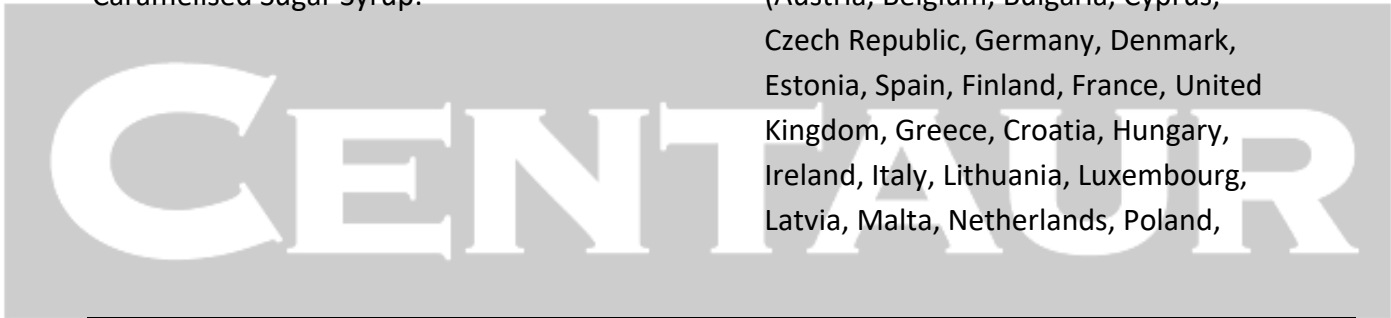 Caramelised Sugar Syrup.
(Austria, Belgium, Bulgaria, Cyprus,
Czech Republic, Germany, Denmark,
Estonia, Spain, Finland, France, United
Kingdom, Greece, Croatia, Hungary,
Ireland, Italy, Lithuania, Luxembourg,
Latvia, Malta, Netherlands, Poland,
CENTAUR